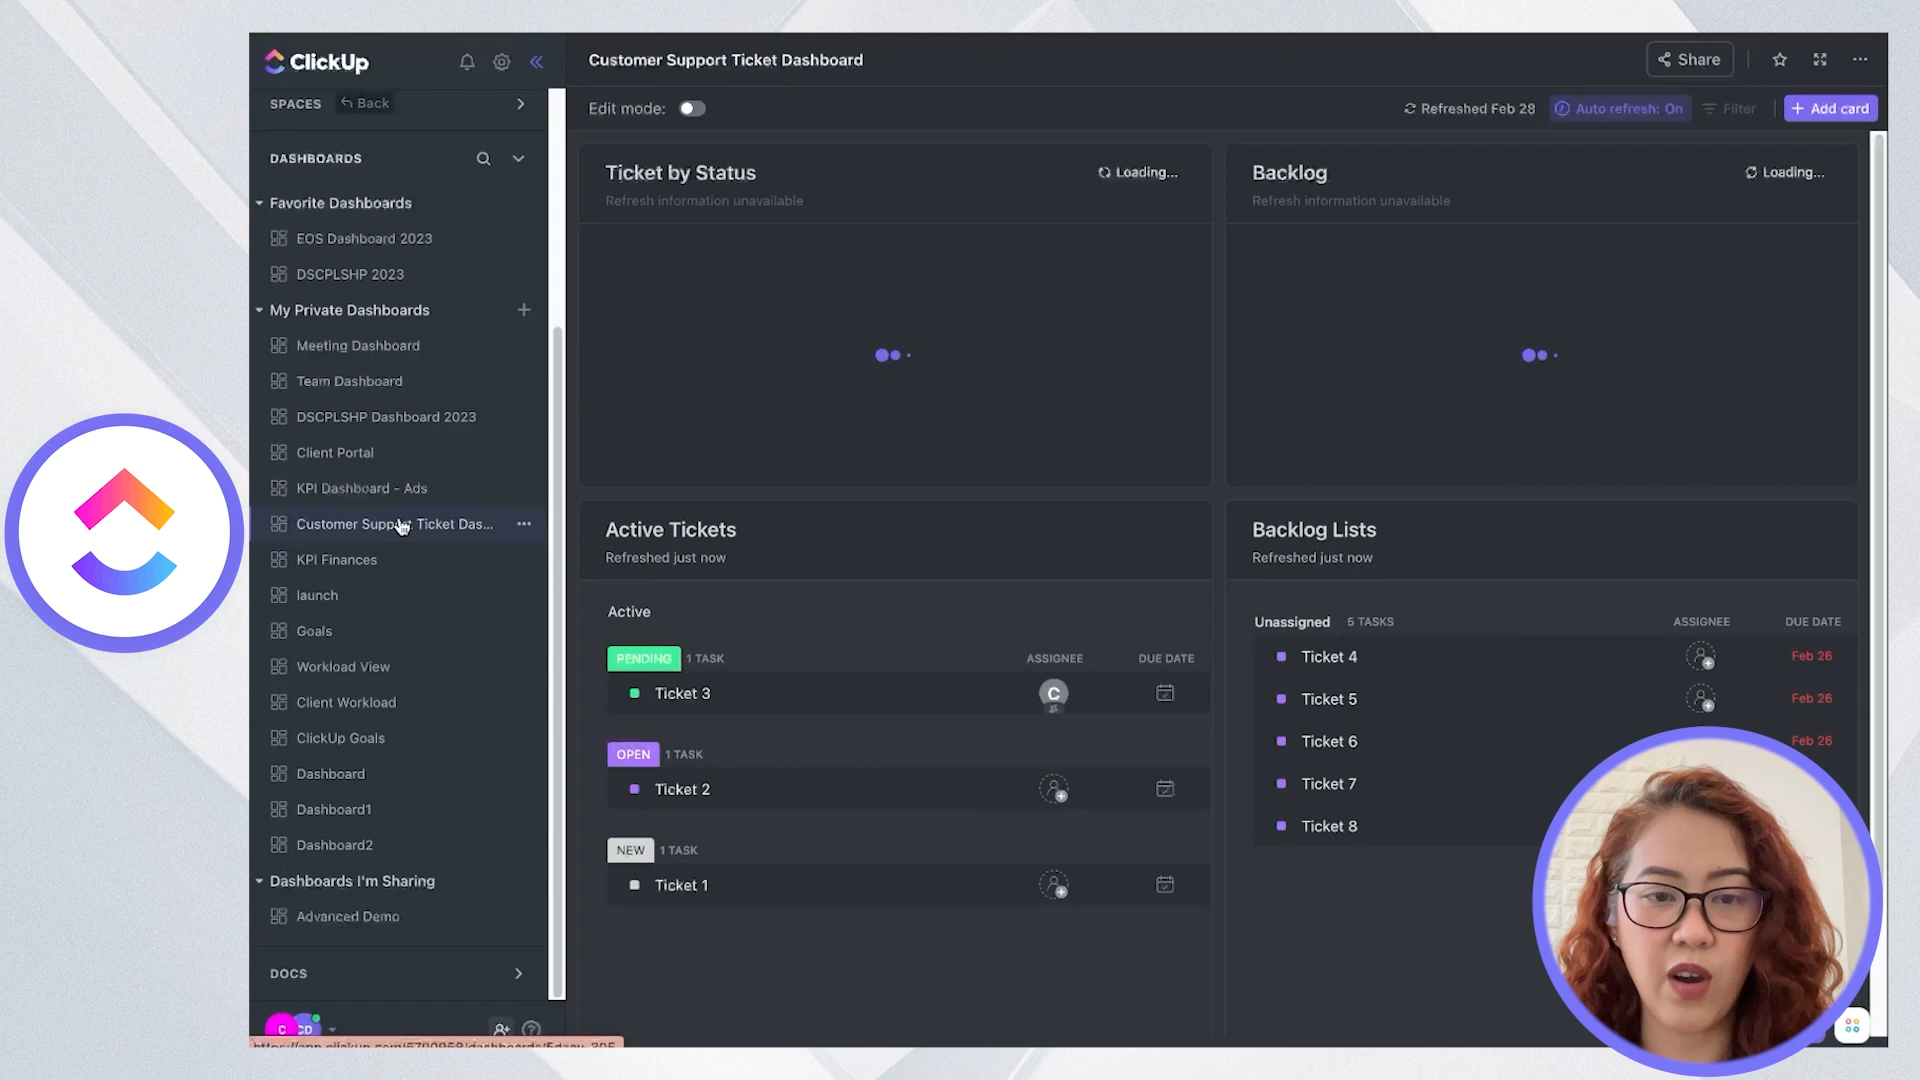 ClickUp
SPACES
Back
DASHBOARDS
Favorite Dashboards
EOS Dashboard 2023
DSCPLSHP 2023
My Private Dashboards
Meeting Dashboard
Team Dashboard
DSCPLSHP Dashboard 2023
Client Portal
KPI Dashboard - Ads
Customer Support Ticket Das...
KPI Finances
launch
Goals
Workload View
Client Workload
ClickUp Goals
Dashboard
Dashboard1
Dashboard2
Dashboards I'm Sharing
Advanced Demo
DOCS
C CD
Customer Support Ticket Dashboard
Share
Edit mode:
Refreshed Feb 28
Auto refresh: On
Filter
+ Add card
Ticket by Status
Loading...
Refresh information unavailable
Backlog
Loading...
Refresh information unavailable
Active Tickets
Refreshed just now
Active
PENDING 1 TASK ASSIGNEE DUE DATE
Ticket 3 C
OPEN 1 TASK
Ticket 2
NEW 1 TASK
Ticket 1
Backlog Lists
Refreshed just now
Unassigned 5 TASKS ASSIGNEE DUE DATE
Ticket 4 Feb 26
Ticket 5 Feb 26
Ticket 6 Feb 26
Ticket 7
Ticket 8